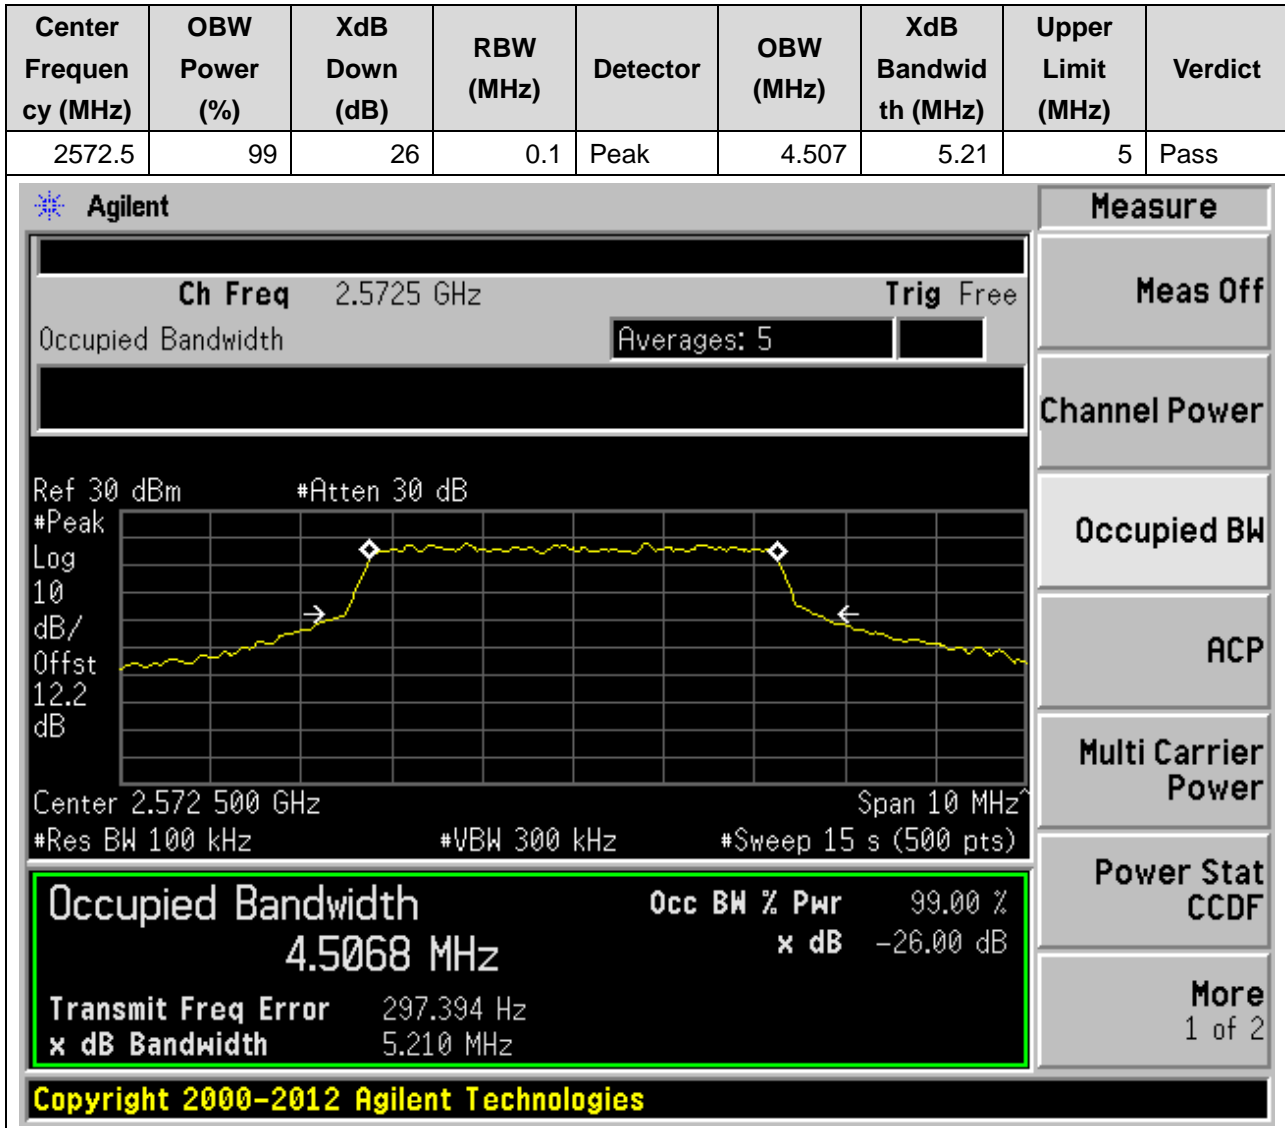 Center Frequen cy (MHz) OBW Power (%) XdB Down (dB) RBW (MHz) Detector OBW (MHz) XdB Bandwid th (MHz) Upper Limit (MHz) Verdict
2572.5 99 26 0.1 Peak 4.507 5.21 5 Pass
Agilent
Ch Freq 2.5725 GHz Trig Free
Occupied Bandwidth Averages: 5
Ref 30 dBm #Atten 30 dB
#Peak
Log
10
dB/
Offst
12.2
dB
Center 2.572 500 GHz Span 10 MHz^
#Res BW 100 kHz #VBW 300 kHz #Sweep 15 s (500 pts)
Occupied Bandwidth Occ BW % Pwr 99.00 %
4.5068 MHz x dB -26.00 dB
Transmit Freq Error 297.394 Hz
x dB Bandwidth 5.210 MHz
Measure
Meas Off
Channel Power
Occupied BW
ACP
Multi Carrier
Power
Power Stat
CCDF
More
1 of 2
Copyright 2000-2012 Agilent Technologies